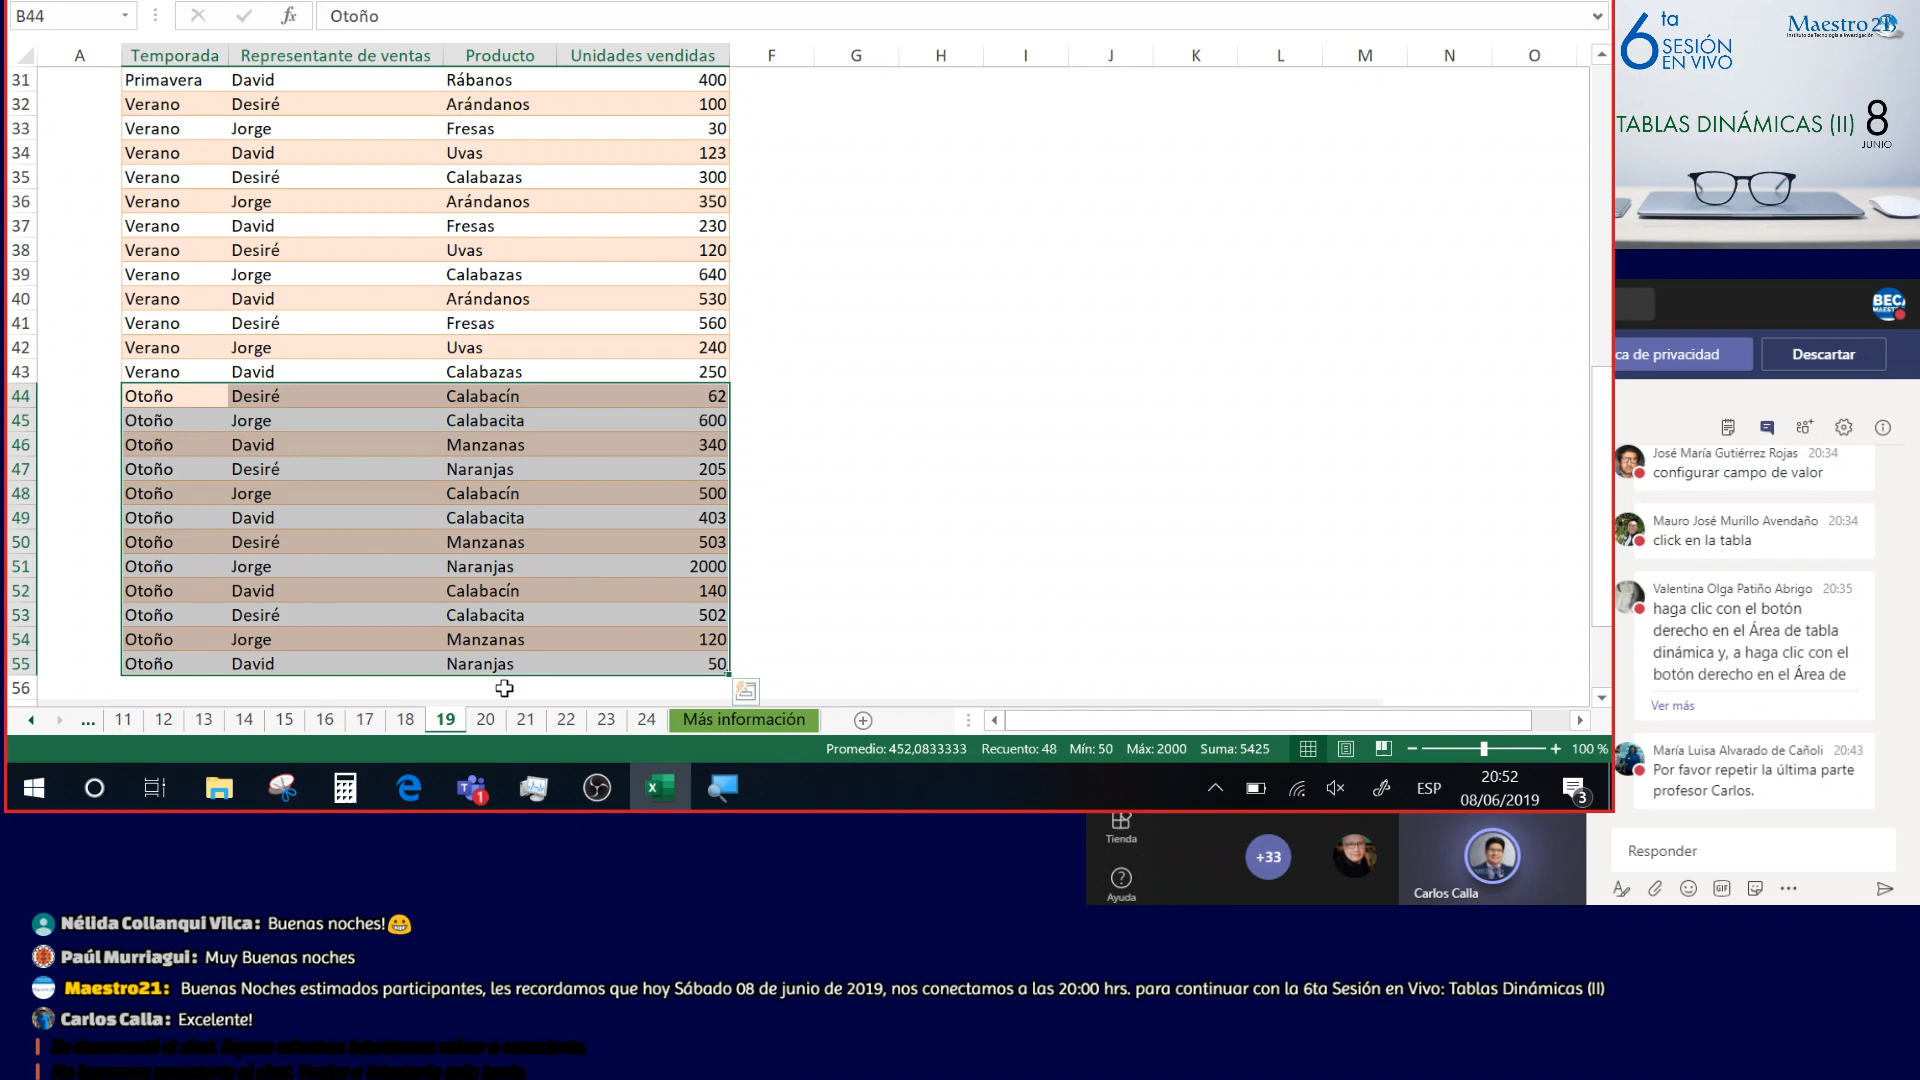 B44
fx
Otoño
A Temporada Representante de ventas Producto Unidades vendidas F G H I J K L M N O
31 Primavera David Rábanos 400
32 Verano Desiré Arándanos 100
33 Verano Jorge Fresas 30
34 Verano David Uvas 123
35 Verano Desiré Calabazas 300
36 Verano Jorge Arándanos 350
37 Verano David Fresas 230
38 Verano Desiré Uvas 120
39 Verano Jorge Calabazas 640
40 Verano David Arándanos 530
41 Verano Desiré Fresas 560
42 Verano Jorge Uvas 240
43 Verano David Calabazas 250
44 Otoño Desiré Calabacín 62
45 Otoño Jorge Calabacita 600
46 Otoño David Manzanas 340
47 Otoño Desiré Naranjas 205
48 Otoño Jorge Calabacín 500
49 Otoño David Calabacita 403
50 Otoño Desiré Manzanas 503
51 Otoño Jorge Naranjas 2000
52 Otoño David Calabacín 140
53 Otoño Desiré Calabacita 502
54 Otoño Jorge Manzanas 120
55 Otoño David Naranjas 50
56
... 11 12 13 14 15 16 17 18 19 20 21 22 23 24 Más información
Promedio: 452,0833333 Recuento: 48 Mín: 50 Máx: 2000 Suma: 5425 100 %
1
ESP
20:52
08/06/2019
3
6 ta
SESIÓN
EN VIVO
Maestro 21
Instituto de Tecnología e Investigación
TABLAS DINÁMICAS (II) 8
JUNIO
BEC
MAEST
ca de privacidad
Descartar
José María Gutiérrez Rojas 20:34
configurar campo de valor
Mauro José Murillo Avendaño 20:34
click en la tabla
Valentina Olga Patiño Abrigo 20:35
haga clic con el botón
derecho en el Área de tabla
dinámica y, a haga clic con el
botón derecho en el Área de
Ver más
María Luisa Alvarado de Cañoli 20:43
Por favor repetir la última parte
profesor Carlos.
Responder
GIF
Tienda
Ayuda
+33
Carlos Calla
Nélida Collanqui Vilca: Buenas noches!
Paúl Murriagui: Muy Buenas noches
Maestro21: Buenas Noches estimados participantes, les recordamos que hoy Sábado 08 de junio de 2019, nos conectamos a las 20:00 hrs. para continuar con la 6ta Sesión en Vivo: Tablas Dinámicas (II)
Carlos Calla: Excelente!